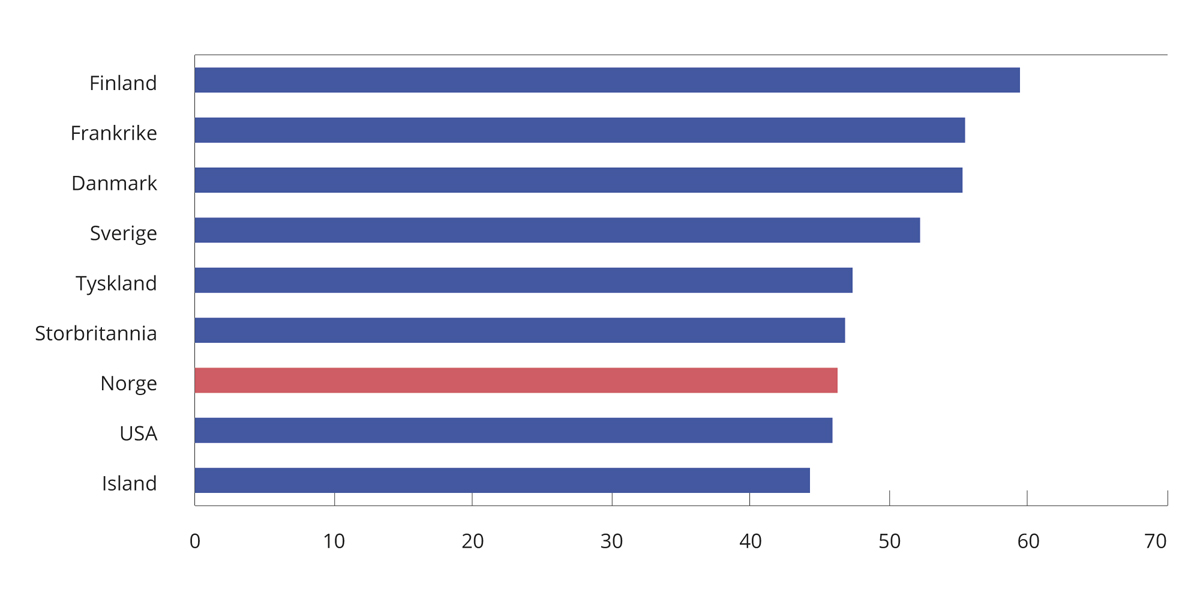 Finland
Frankrike
Danmark
Sverige
Tyskland
Storbritannia
Norge
USA
Island
0 10 20 30 40 50 60 70